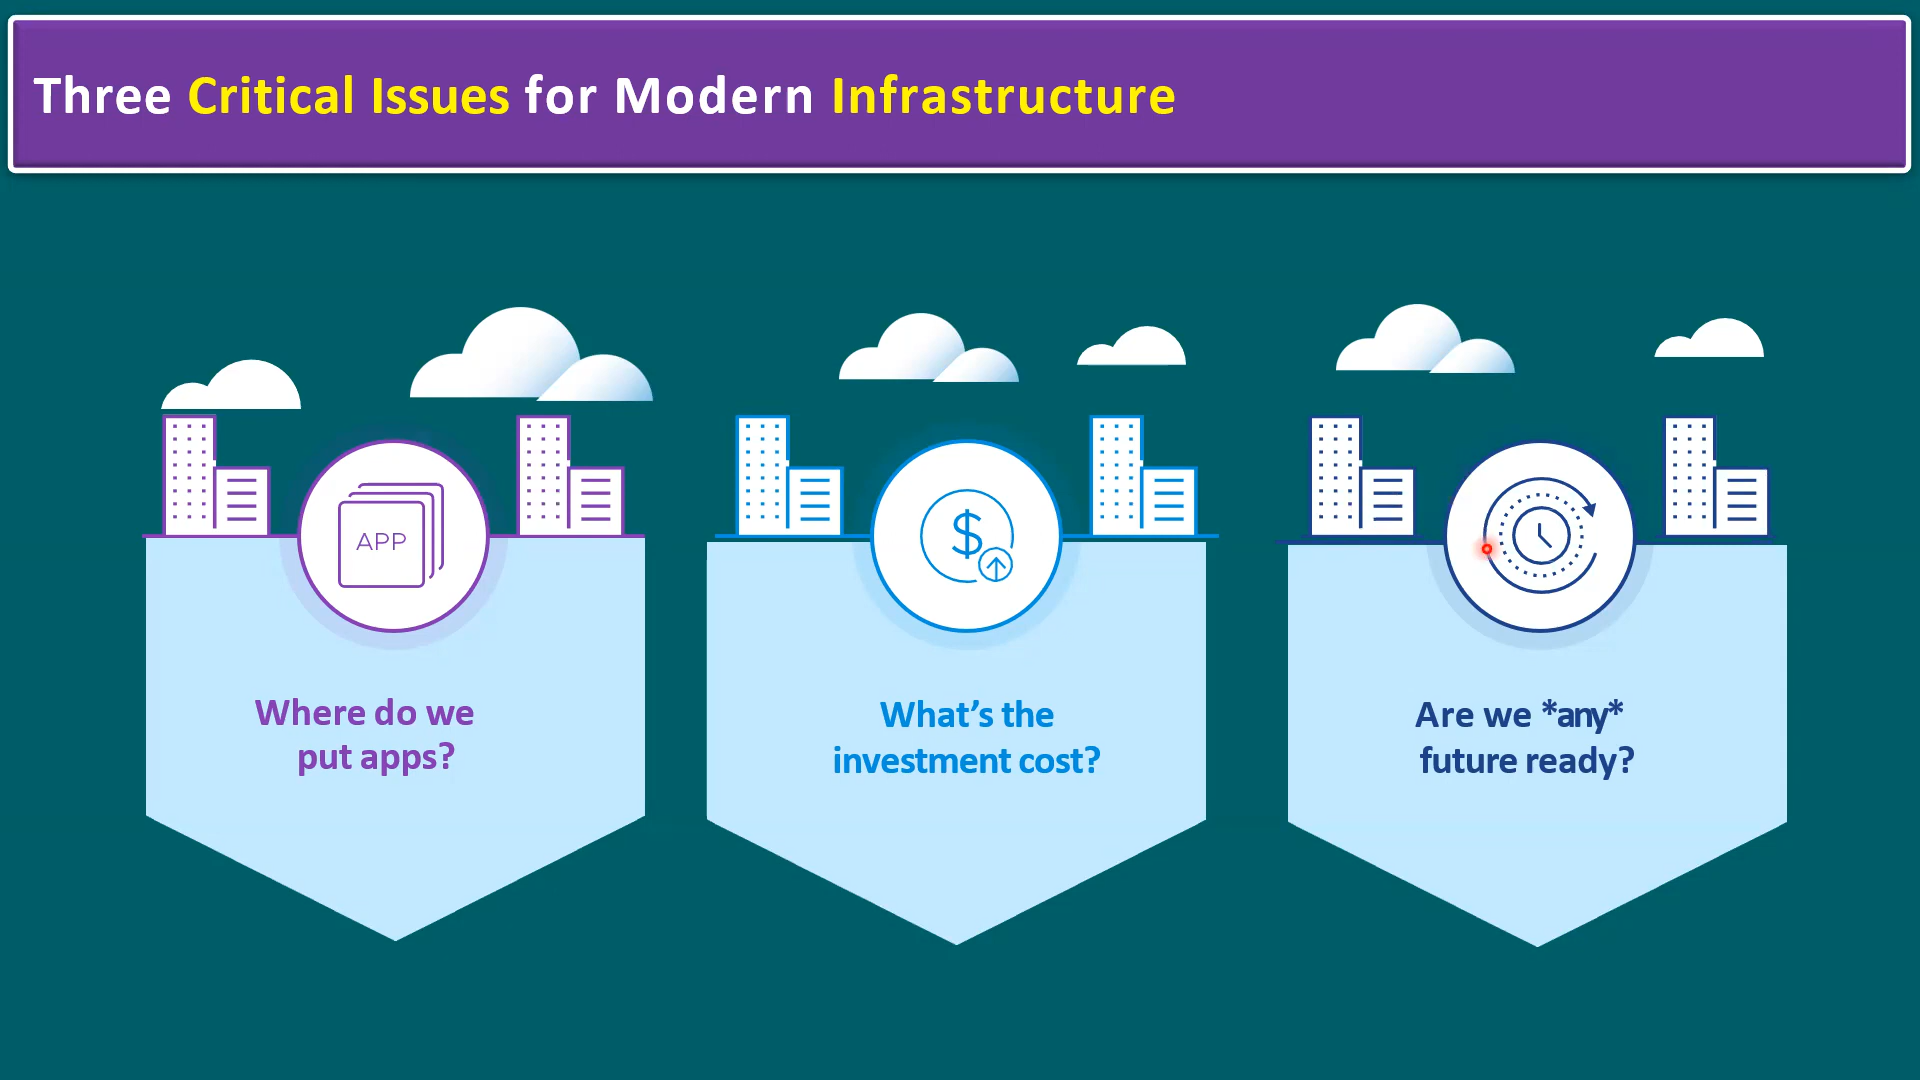 Three Critical Issues for Modern Infrastructure
APP
$
Where do we
put apps?
What’s the
investment cost?
Are we *any*
future ready?